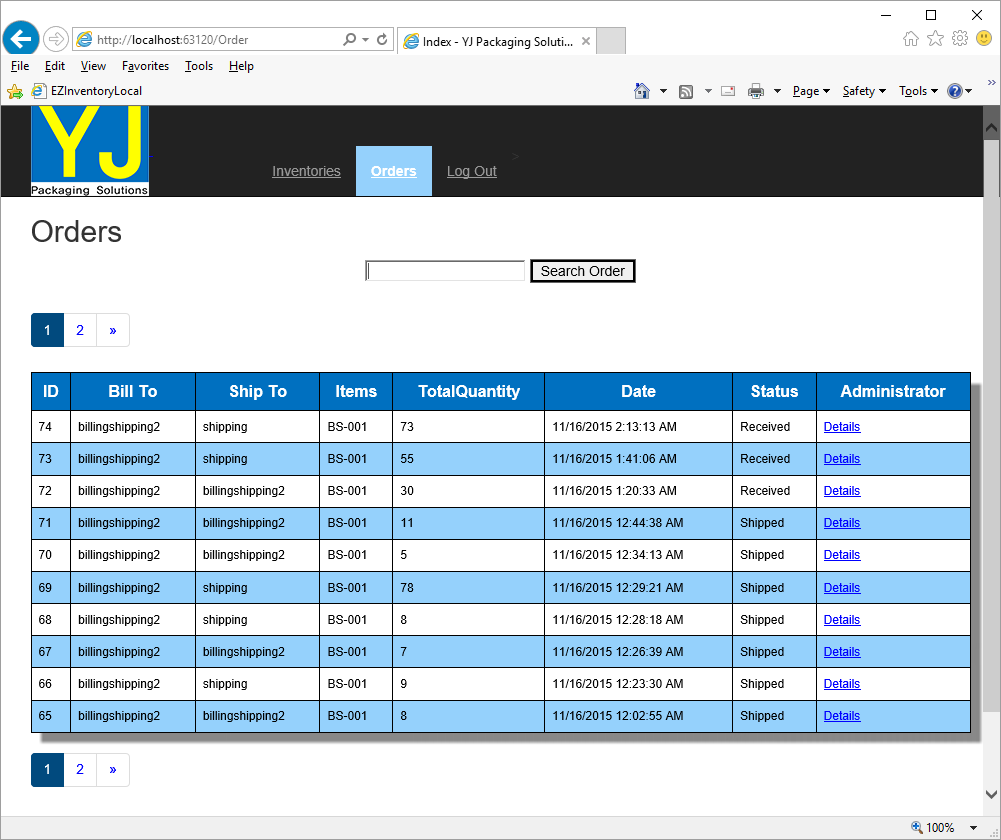 http://localhost:63120/Order
Index - YJ Packaging Soluti...
File Edit View Favorites Tools Help
EZInventoryLocal
Page Safety Tools
YJ
Packaging Solutions
Inventories Orders Log Out
Orders
Search Order
1 2 »
ID Bill To Ship To Items TotalQuantity Date Status Administrator
74 billingshipping2 shipping BS-001 73 11/16/2015 2:13:13 AM Received Details
73 billingshipping2 shipping BS-001 55 11/16/2015 1:41:06 AM Received Details
72 billingshipping2 billingshipping2 BS-001 30 11/16/2015 1:20:33 AM Received Details
71 billingshipping2 billingshipping2 BS-001 11 11/16/2015 12:44:38 AM Shipped Details
70 billingshipping2 billingshipping2 BS-001 5 11/16/2015 12:34:13 AM Shipped Details
69 billingshipping2 shipping BS-001 78 11/16/2015 12:29:21 AM Shipped Details
68 billingshipping2 shipping BS-001 8 11/16/2015 12:28:18 AM Shipped Details
67 billingshipping2 billingshipping2 BS-001 7 11/16/2015 12:26:39 AM Shipped Details
66 billingshipping2 shipping BS-001 9 11/16/2015 12:23:30 AM Shipped Details
65 billingshipping2 billingshipping2 BS-001 8 11/16/2015 12:02:55 AM Shipped Details
1 2 »
100%